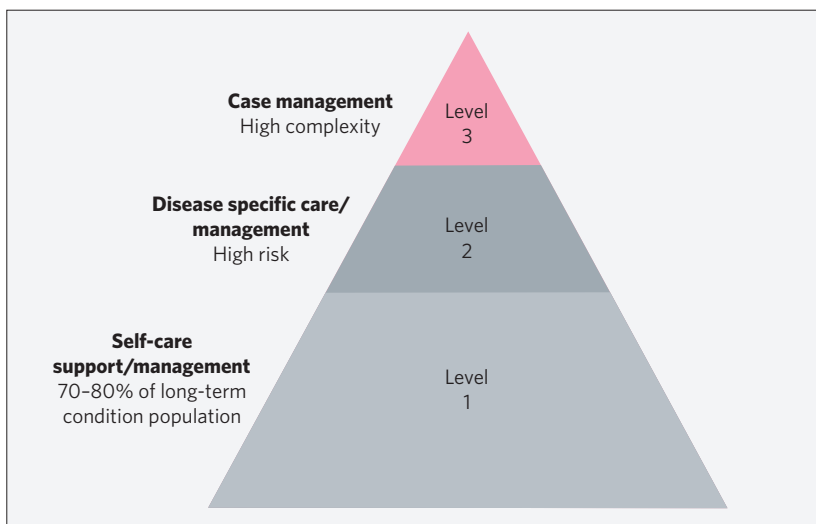 Case management
High complexity
Level
3
Disease specific care/
management
High risk
Level
2
Self-care
support/management
70–80% of long-term
condition population
Level
1